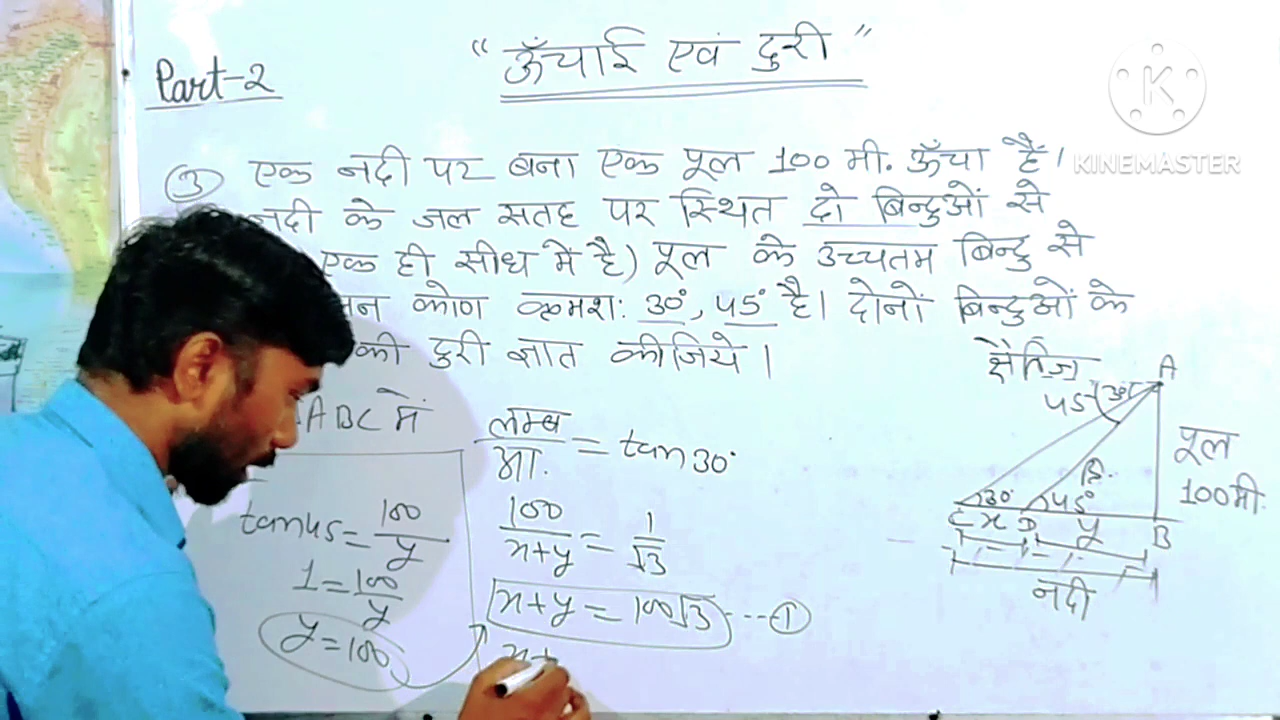 Part-2
“ ऊँचाई एवं दुरी ”
K
KINEMASTER
③ एक नदी पर बना एक पूल 100 मी. ऊँचा है।
नदी के जल सतह पर स्थित दो बिन्दुओं से
एक ही सीध में है) पूल के उच्चतम बिन्दु से
कोण क्रमश: 30°, 45° है। दोनों बिन्दुओं के
की दुरी ज्ञात कीजिये।
ABC में
tan45 = 100/y
1 = 100/y
y = 100
लम्ब/आ. = tan30°
100/x+y = 1/√3
x+y = 100√3 ---①
x+
क्षैतिज
A
45° 30°
पूल
100मी.
30° 45°
C x D y B
नदी